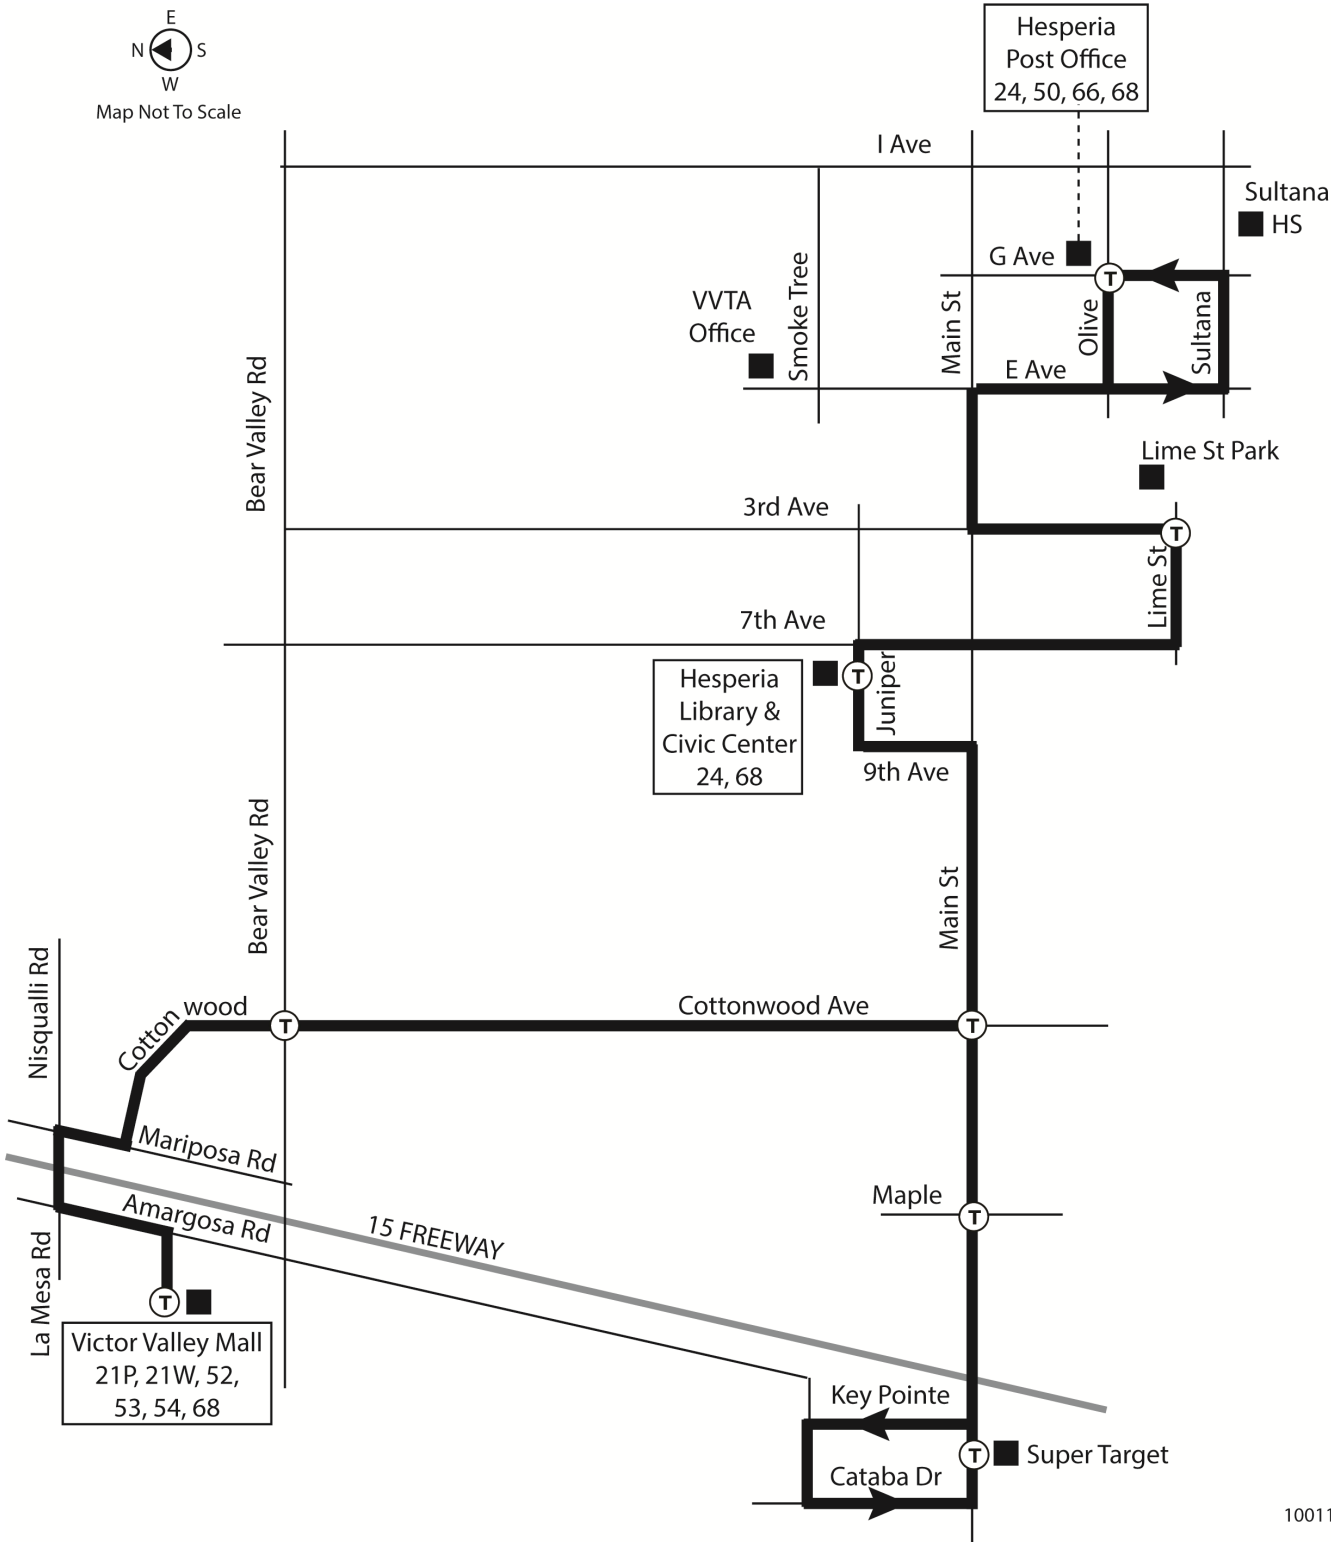 E
N
S
W
Map Not To Scale
Hesperia
Post Office
24, 50, 66, 68
I Ave
Sultana
HS
G Ave
T
VVTA
Office
Smoke Tree
Main St
Olive
Sultana
E Ave
Bear Valley Rd
Lime St Park
3rd Ave
T
Lime St
7th Ave
Hesperia
Library &
Civic Center
24, 68
T
Juniper
9th Ave
Bear Valley Rd
Main St
Nisqualli Rd
Cottonwood
T
Cottonwood Ave
T
Mariposa Rd
Amargosa Rd
15 FREEWAY
Maple
T
La Mesa Rd
T
Victor Valley Mall
21P, 21W, 52,
53, 54, 68
Key Pointe
T
Super Target
Cataba Dr
10011